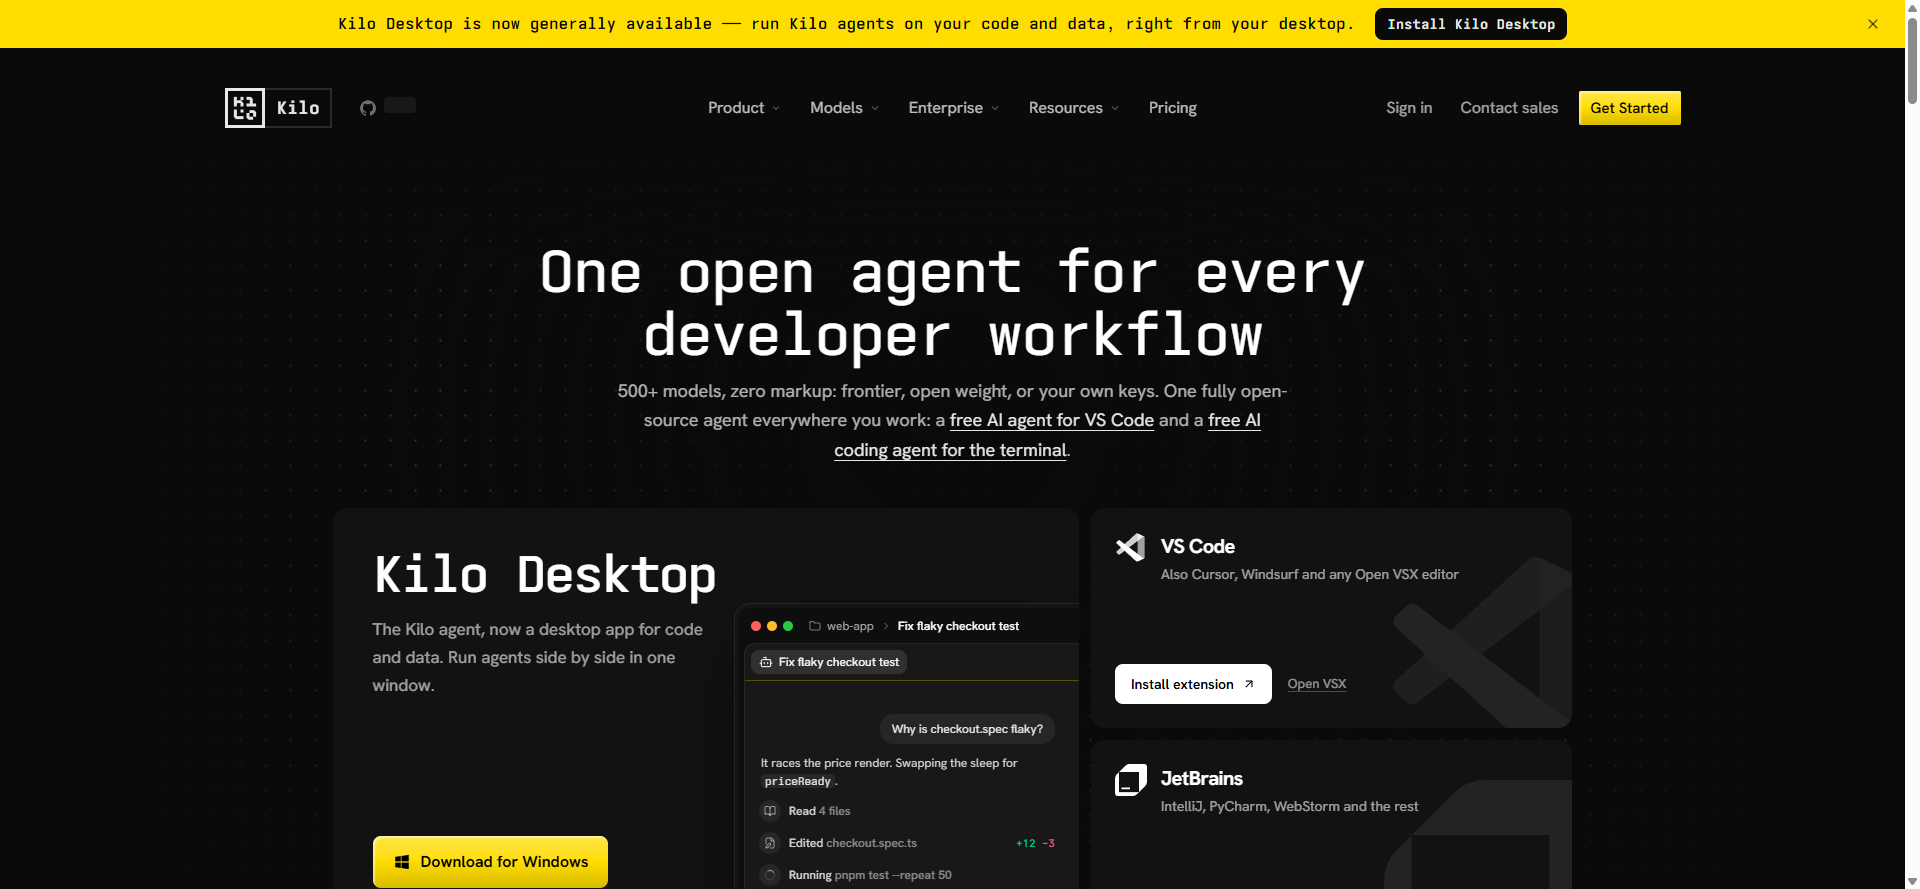 Kilo Desktop is now generally available — run Kilo agents on your code and data, right from your desktop.
Install Kilo Desktop
Kilo
Product
Models
Enterprise
Resources
Pricing
Sign in
Contact sales
Get Started
One open agent for every
developer workflow
500+ models, zero markup: frontier, open weight, or your own keys. One fully open-
source agent everywhere you work: a free AI agent for VS Code and a free AI
coding agent for the terminal.
Kilo Desktop
The Kilo agent, now a desktop app for code
and data. Run agents side by side in one
window.
Download for Windows
web-app > Fix flaky checkout test
Fix flaky checkout test
Why is checkout.spec flaky?
It races the price render. Swapping the sleep for
priceReady.
Read 4 files
Edited checkout.spec.ts +12 −3
Running pnpm test --repeat 50
VS Code
Also Cursor, Windsurf and any Open VSX editor
Install extension
Open VSX
JetBrains
IntelliJ, PyCharm, WebStorm and the rest